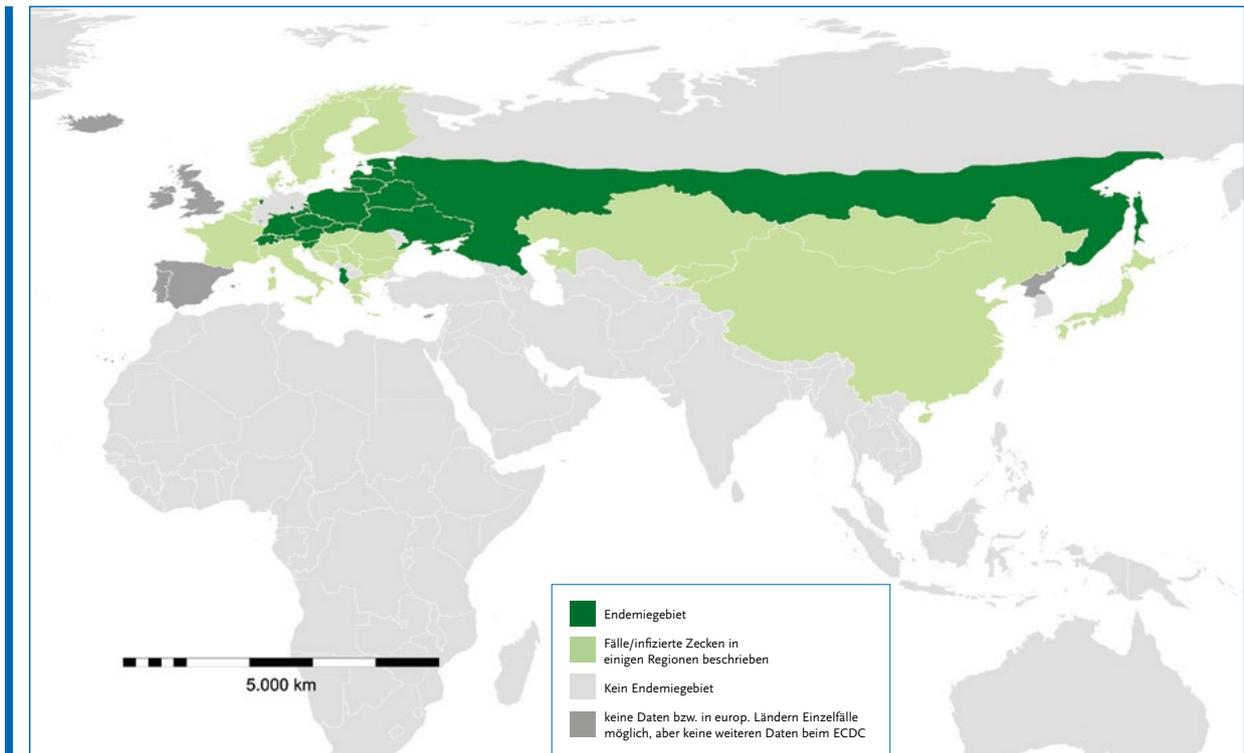 5.000 km
Endemiegebiet
Fälle/infizierte Zecken in
einigen Regionen beschrieben
Kein Endemiegebiet
keine Daten bzw. in europ. Ländern Einzelfälle
möglich, aber keine weiteren Daten beim ECDC